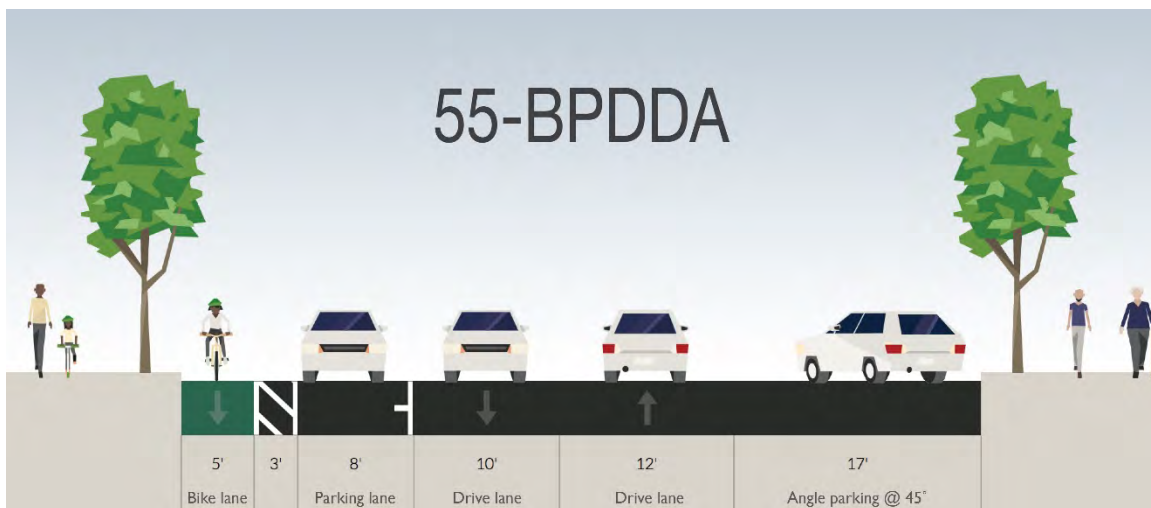 55-BPDDA
5' 3' 8' 10' 12' 17'
Bike lane Parking lane Drive lane Drive lane Angle parking @ 45°